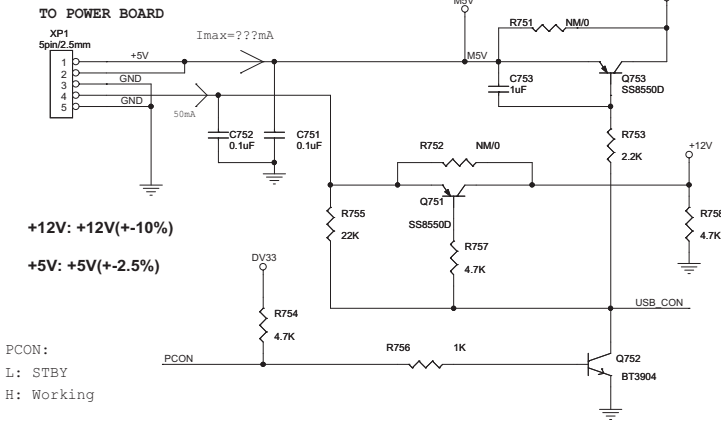 TO POWER BOARD
XP1
5pin/2.5mm
1
2
3
4
5
+5V
GND
GND
Imax=???mA
50mA
C752
0.1uF
C751
0.1uF
M5V
M5V
R751 NM/0
C753
1uF
Q753
SS8550D
R753
2.2K
R752 NM/0
Q751
SS8550D
+12V
R758
4.7K
R755
22K
R757
4.7K
+12V: +12V(+-10%)
+5V: +5V(+-2.5%)
DV33
R754
4.7K
USB_CON
PCON:
L: STBY
H: Working
PCON
R756 1K
Q752
BT3904